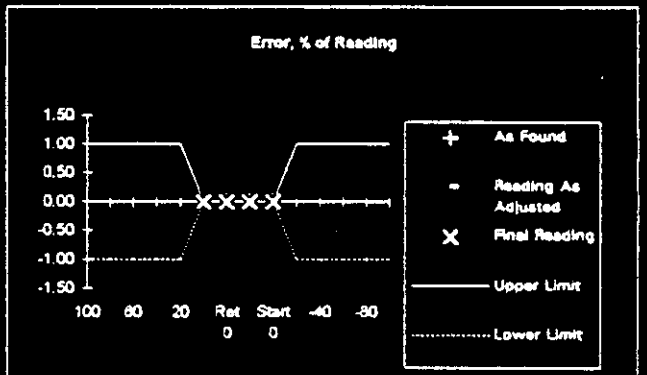 Error, % of Reading
1.50
1.00
0.50
0.00
-0.50
-1.00
-1.50
100 60 20 Ret 0 Start 0 -40 -80
As Found
Reading As
Adjusted
Final Reading
Upper Limit
Lower Limit